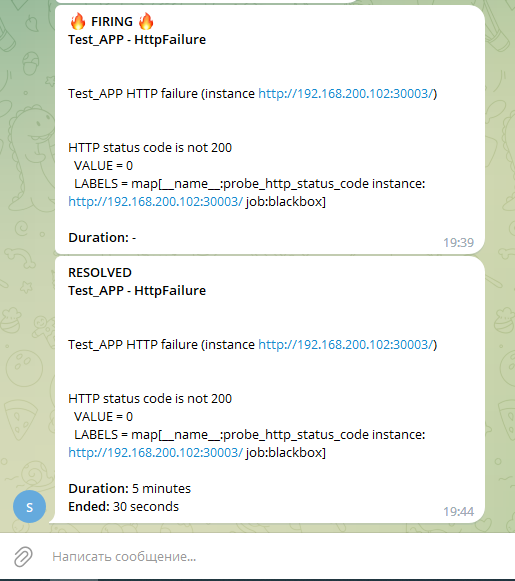 🔥 FIRING 🔥
Test_APP - HttpFailure
Test_APP HTTP failure (instance http://192.168.200.102:30003/)
HTTP status code is not 200
VALUE = 0
LABELS = map[__name__:probe_http_status_code instance:
http://192.168.200.102:30003/ job:blackbox]
Duration: -
19:39
RESOLVED
Test_APP - HttpFailure
Test_APP HTTP failure (instance http://192.168.200.102:30003/)
HTTP status code is not 200
VALUE = 0
LABELS = map[__name__:probe_http_status_code instance:
http://192.168.200.102:30003/ job:blackbox]
Duration: 5 minutes
Ended: 30 seconds
19:44
S
Написать сообщение...